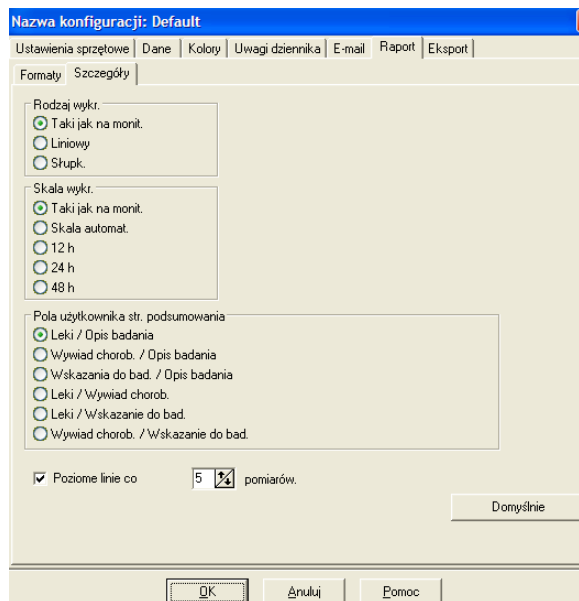 Nazwa konfiguracji: Default
Ustawienia sprzętowe Dane Kolory Uwagi dziennika E-mail Raport Eksport
Formaty Szczegóły
Rodzaj wykr.
Taki jak na monit.
Liniowy
Słupk.
Skala wykr.
Taki jak na monit.
Skala automat.
12 h
24 h
48 h
Pola użytkownika str. podsumowania
Leki / Opis badania
Wywiad chorob. / Opis badania
Wskazania do bad. / Opis badania
Leki / Wywiad chorob.
Leki / Wskazanie do bad.
Wywiad chorob. / Wskazanie do bad.
Poziome linie co 5 pomiarów.
Domyślnie
OK Anuluj Pomoc